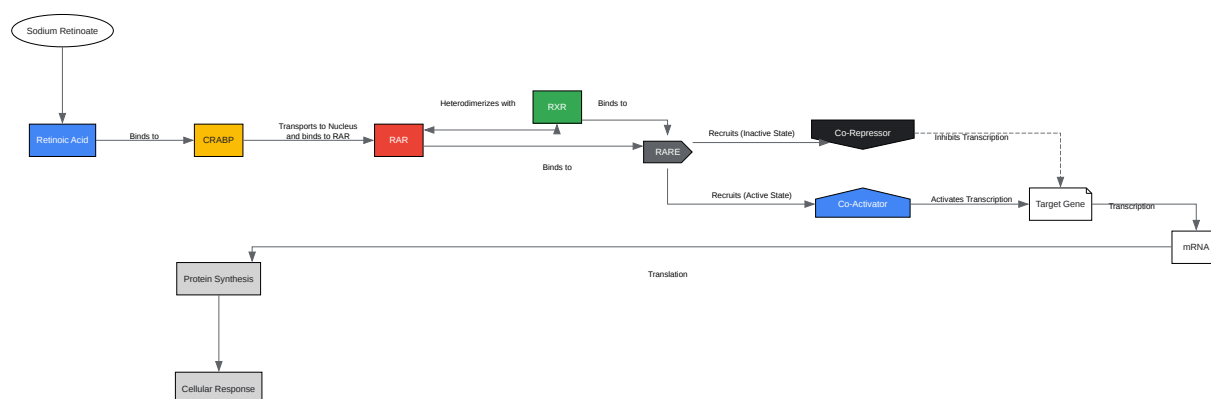 Sodium Retinoate
Heterodimerizes with
RXR
Binds to
Retinoic Acid
Binds to
CRABP
Transports to Nucleus
and binds to RAR
RAR
Binds to
RARE
Recruits (Inactive State)
Co-Repressor
Inhibits Transcription
Recruits (Active State)
Co-Activator
Activates Transcription
Target Gene
Transcription
mRNA
Translation
Protein Synthesis
Cellular Response